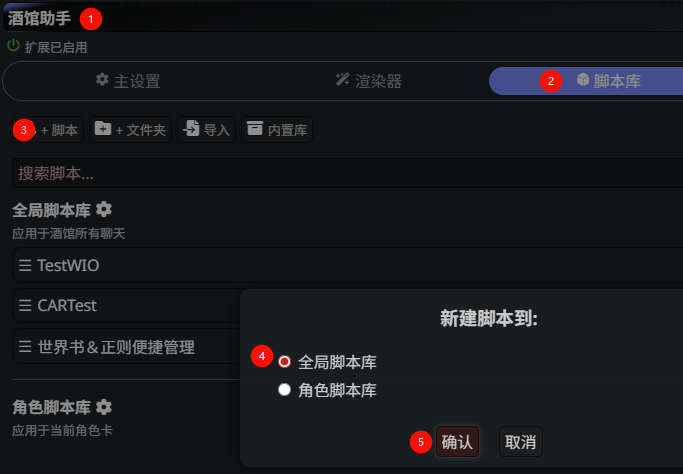 酒馆助手 1
扩展已启用
主设置 渲染器 2 脚本库
3 + 脚本 + 文件夹 导入 内置库
搜索脚本...
全局脚本库
应用于酒馆所有聊天
TestWIO
CARTest
世界书＆正则便捷管理
角色脚本库
应用于当前角色卡
新建脚本到:
4 全局脚本库
角色脚本库
5 确认 取消